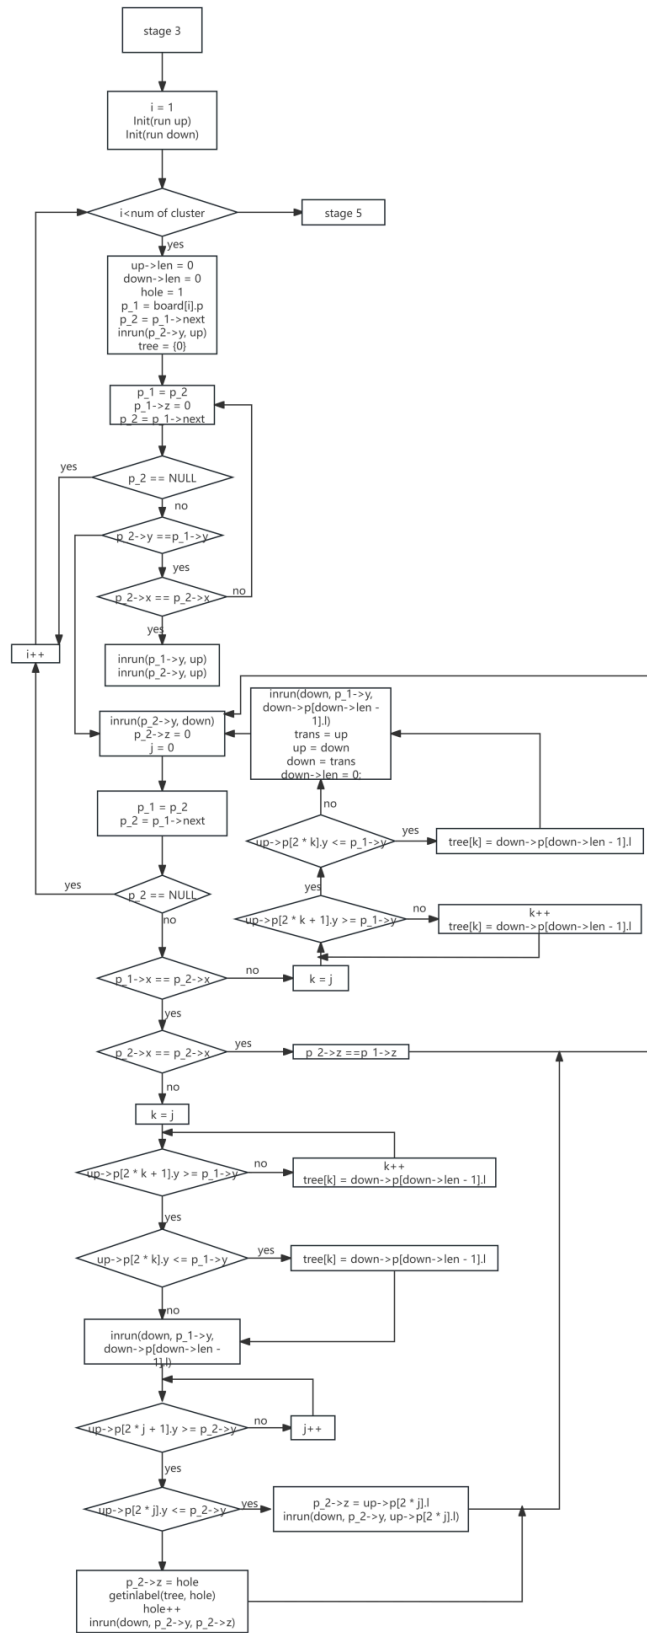 stage 3
i = 1
Init(run up)
Init(run down)
i<num of cluster
stage 5
yes
up->len = 0
down->len = 0
hole = 1
p_1 = board[i].p
p_2 = p_1->next
inrun(p_2->y, up)
tree = {0}
p_1 = p_2
p_1->z = 0
p_2 = p_1->next
yes
p_2 == NULL
no
p_2->y ==p_1->y
yes
p_2->x == p_2->x
no
yes
i++
inrun(p_1->y, up)
inrun(p_2->y, up)
inrun(p_2->y, down)
p_2->z = 0
j = 0
inrun(down, p_1->y,
down->p[down->len -
1].l)
trans = up
up = down
down = trans
down->len = 0;
p_1 = p_2
p_2 = p_1->next
no
up->p[2 * k].y <= p_1->y
yes
tree[k] = down->p[down->len - 1].l
yes
p_2 == NULL
no
yes
up->p[2 * k + 1].y >= p_1->y
no
k++
tree[k] = down->p[down->len - 1].l
p_1->x == p_2->x
no
k = j
yes
p_2->x == p_2->x
yes
p_2->z ==p_1->z
no
k = j
up->p[2 * k + 1].y >= p_1->y
no
k++
tree[k] = down->p[down->len - 1].l
yes
up->p[2 * k].y <= p_1->y
yes
tree[k] = down->p[down->len - 1].l
no
inrun(down, p_1->y,
down->p[down->len -
1].l)
up->p[2 * j + 1].y >= p_2->y
no
j++
yes
up->p[2 * j].y <= p_2->y
yes
p_2->z = up->p[2 * j].l
inrun(down, p_2->y, up->p[2 * j].l)
p_2->z = hole
getinlabel(tree, hole)
hole++
inrun(down, p_2->y, p_2->z)